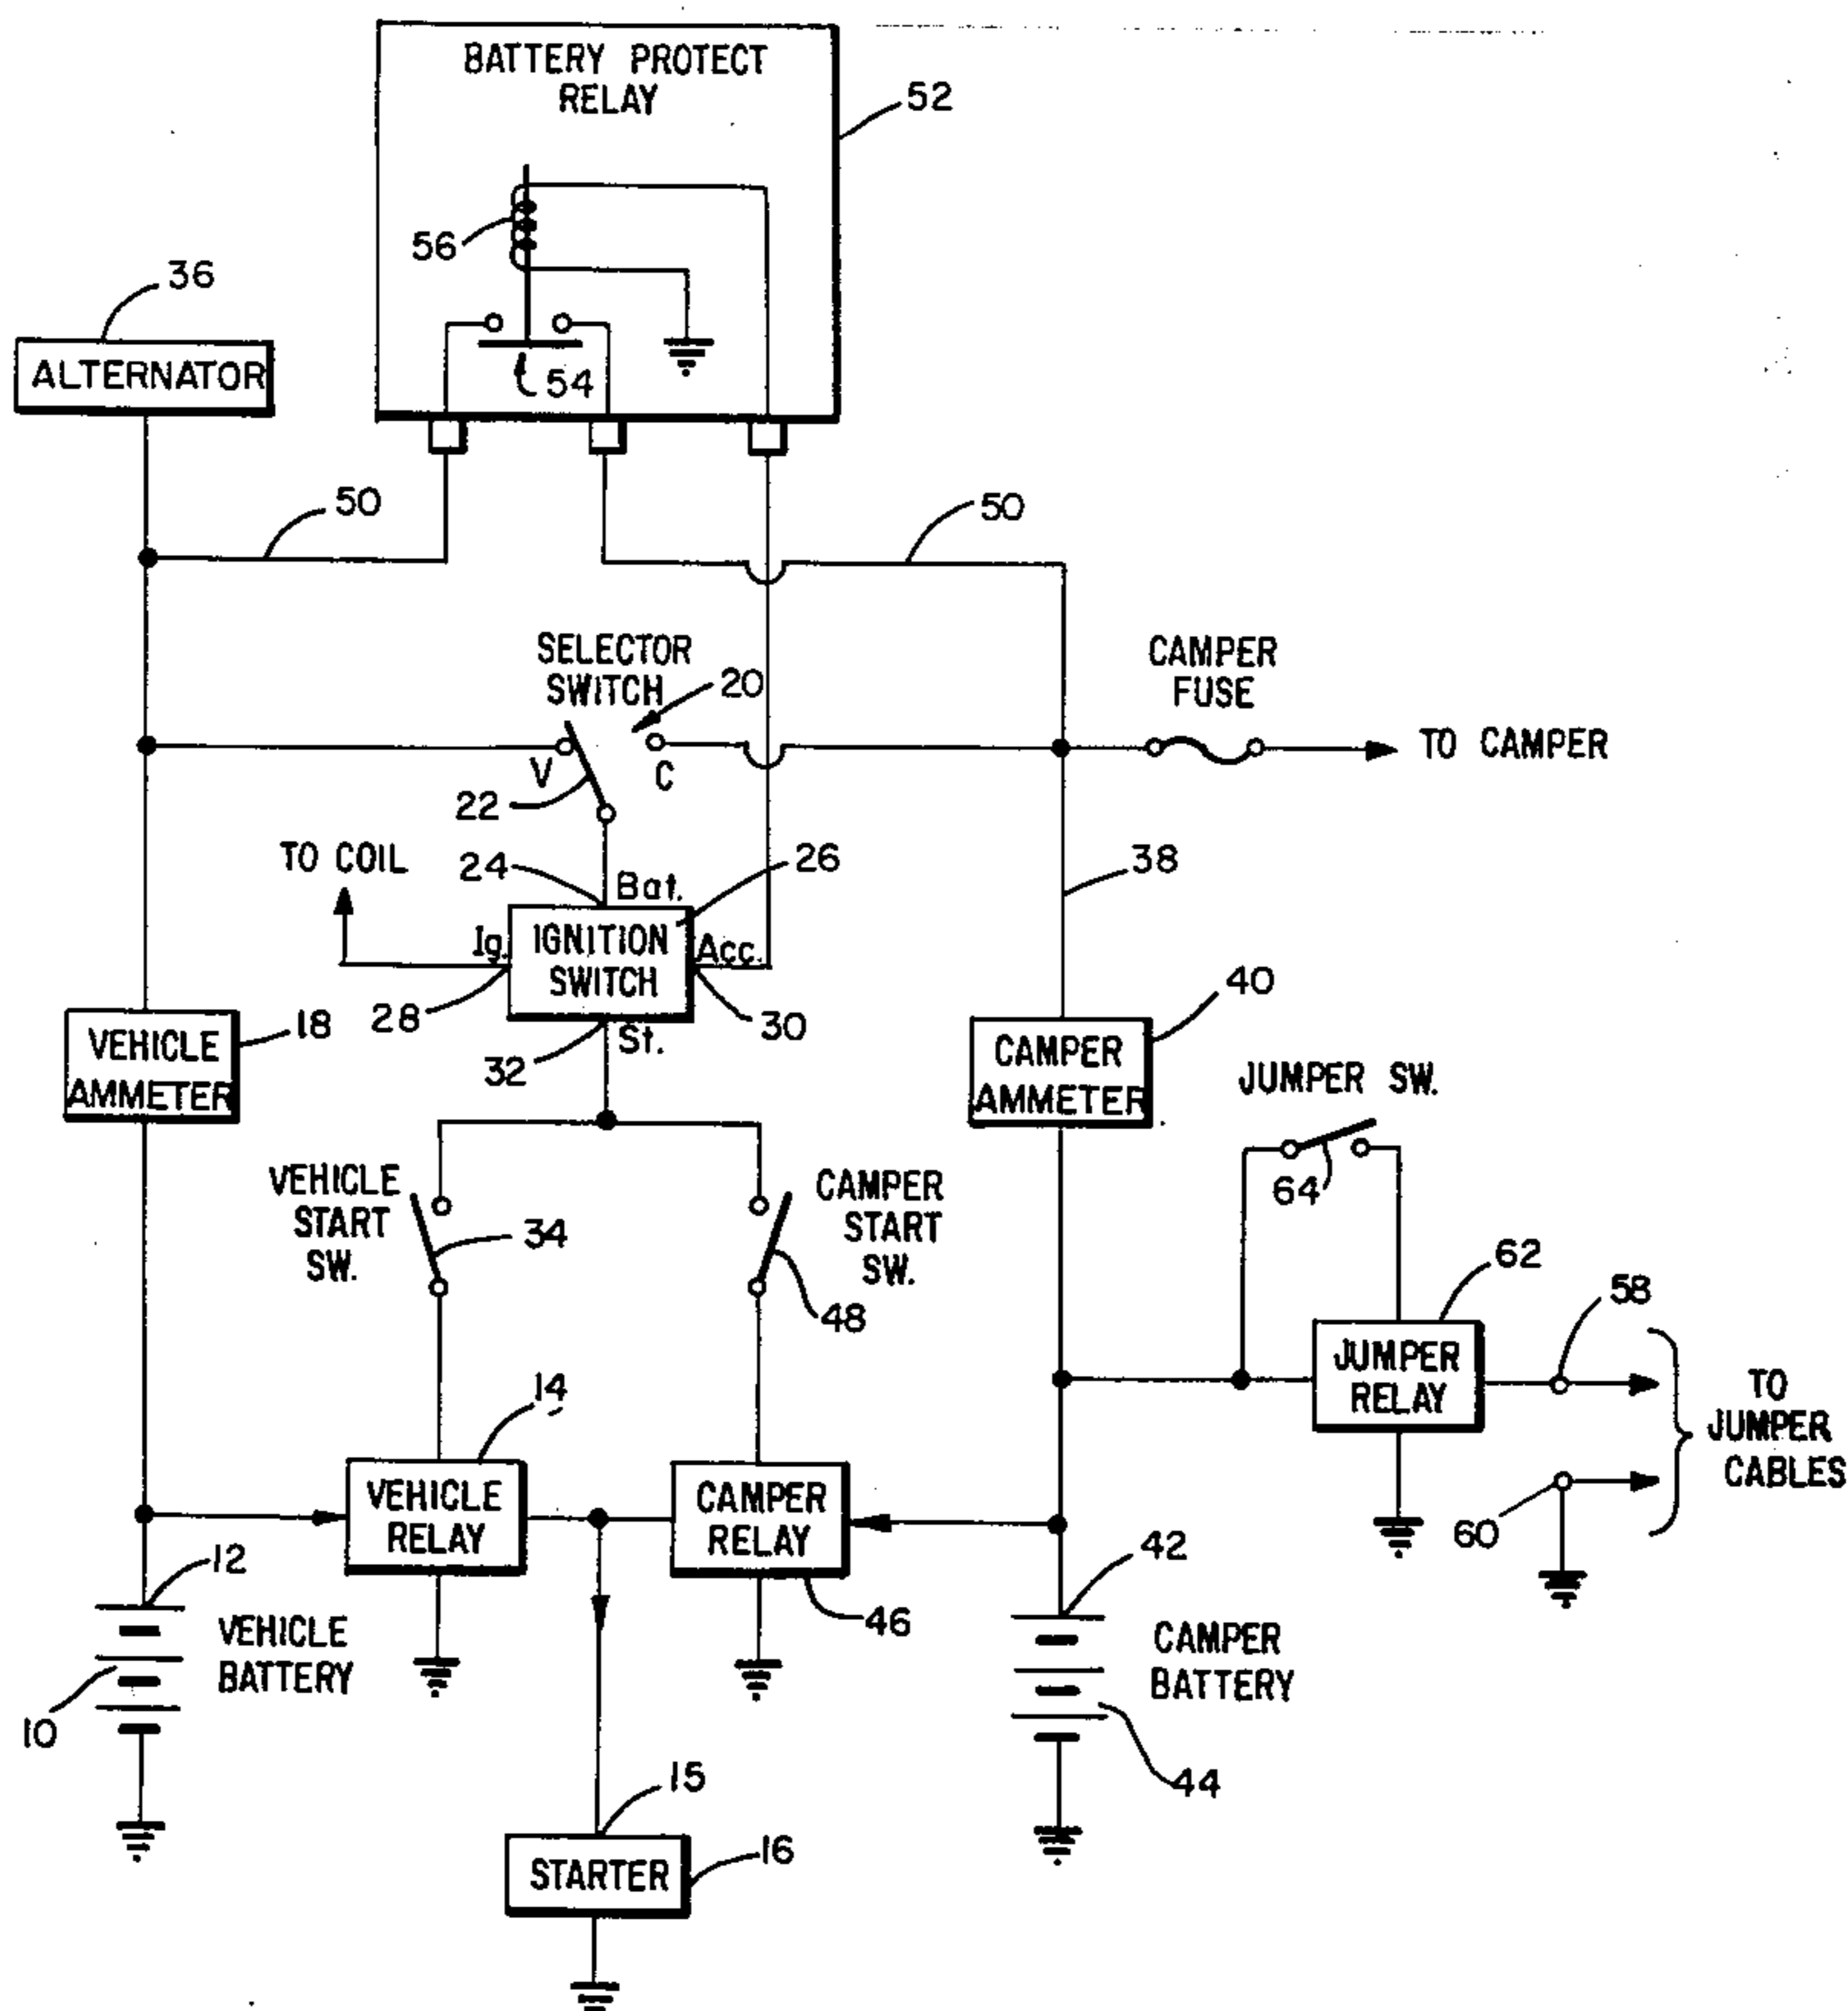 BATTERY PROTECT
RELAY
52
56
54
36
ALTERNATOR
50
50
SELECTOR
SWITCH
20
CAMPER
FUSE
TO CAMPER
V
C
22
TO COIL
24
Bat.
26
38
Ig.
IGNITION
SWITCH
Acc.
28
30
32
St.
VEHICLE
AMMETER
18
CAMPER
AMMETER
40
JUMPER SW.
64
VEHICLE
START
SW.
34
CAMPER
START
SW.
48
62
58
JUMPER
RELAY
TO
JUMPER
CABLES
60
14
VEHICLE
RELAY
CAMPER
RELAY
46
12
VEHICLE
BATTERY
10
42
CAMPER
BATTERY
44
15
STARTER
16